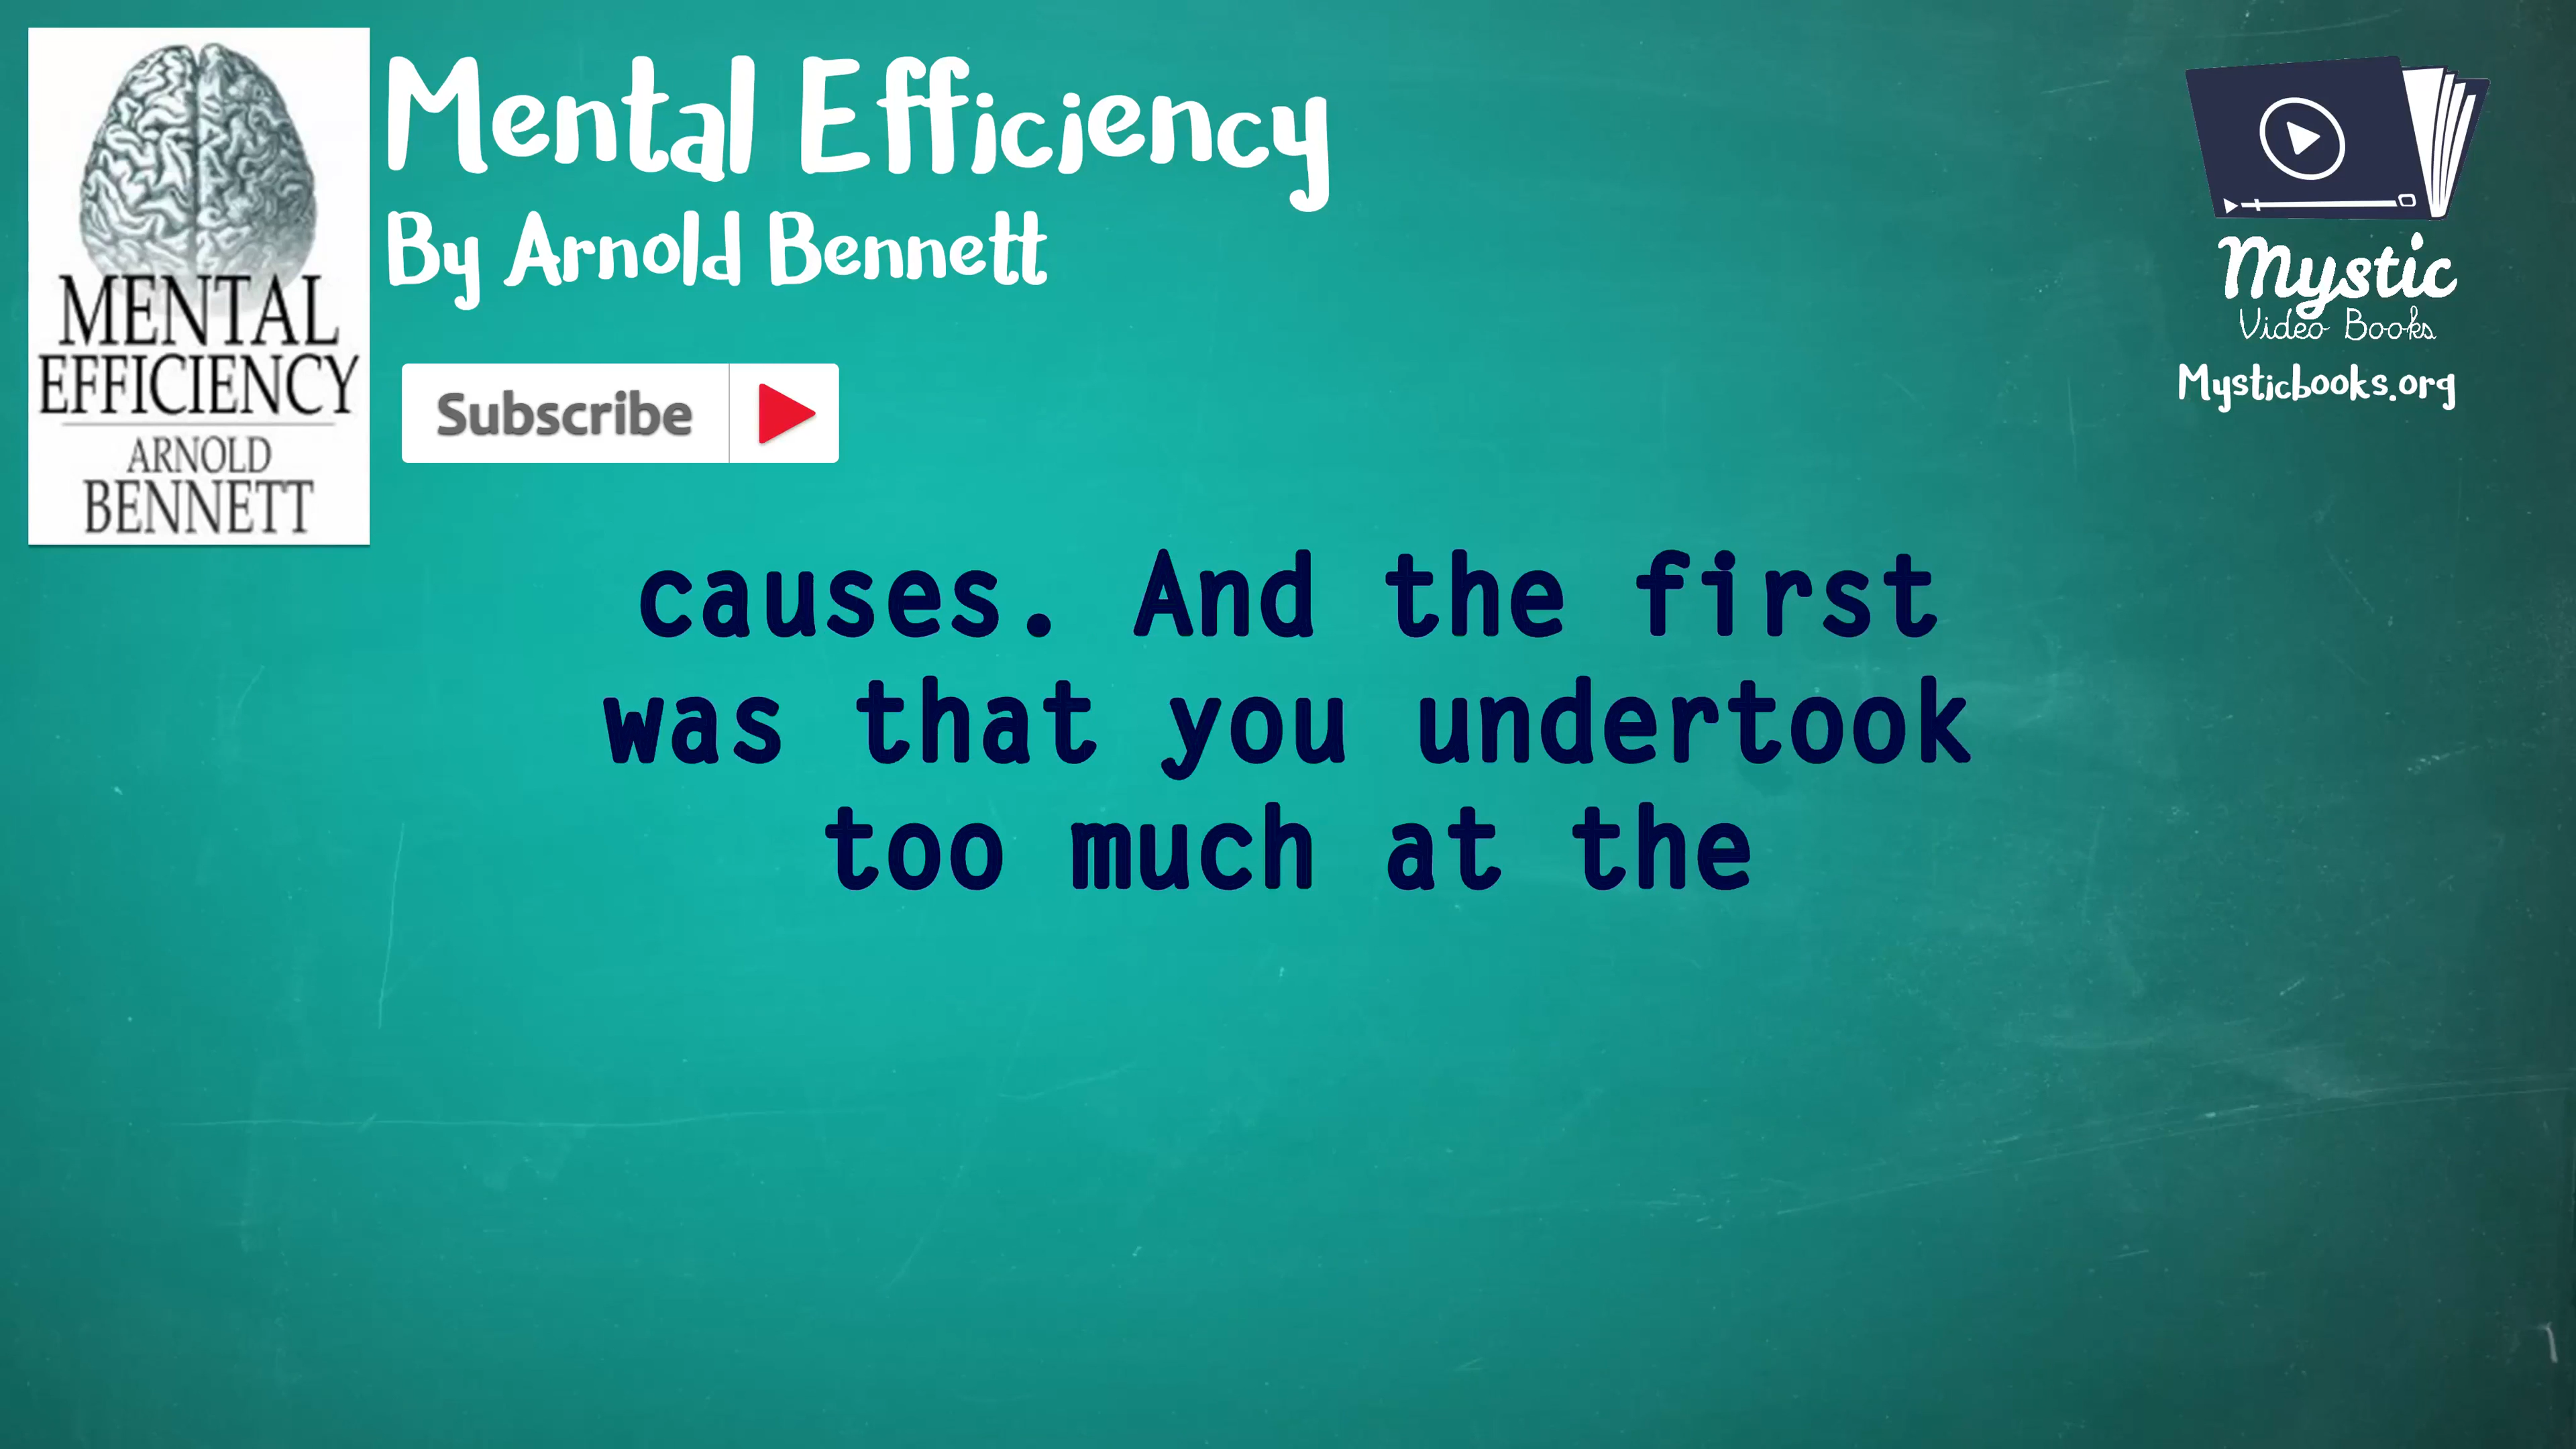 Mental Efficiency
By Arnold Bennett
MENTAL
EFFICIENCY
ARNOLD
BENNETT
Subscribe
Mystic
Video Books
Mysticbooks.org
causes. And the first
was that you undertook
too much at the